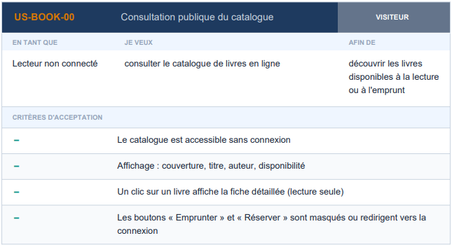 US-BOOK-00 Consultation publique du catalogue VISITEUR
EN TANT QUE JE VEUX AFIN DE
Lecteur non connecté consulter le catalogue de livres en ligne découvrir les livres
disponibles à la lecture
ou à l'emprunt
CRITÈRES D'ACCEPTATION
– Le catalogue est accessible sans connexion
– Affichage : couverture, titre, auteur, disponibilité
– Un clic sur un livre affiche la fiche détaillée (lecture seule)
– Les boutons « Emprunter » et « Réserver » sont masqués ou redirigent vers la
connexion